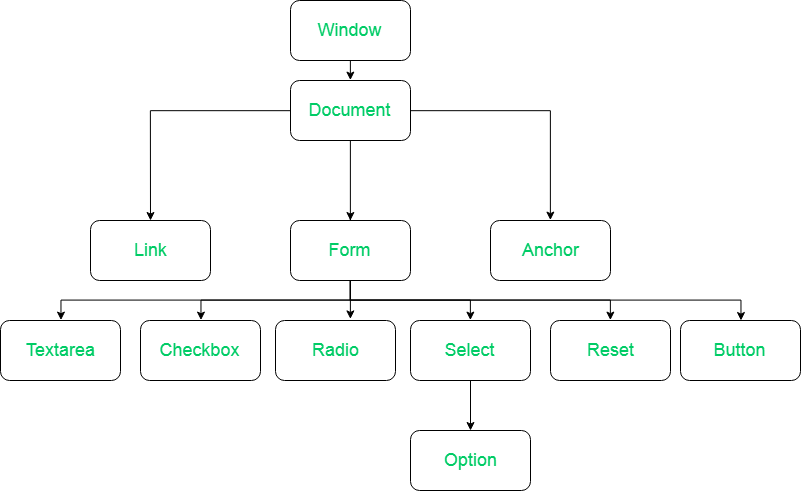 Window
Document
Link
Form
Anchor
Textarea
Checkbox
Radio
Select
Reset
Button
Option